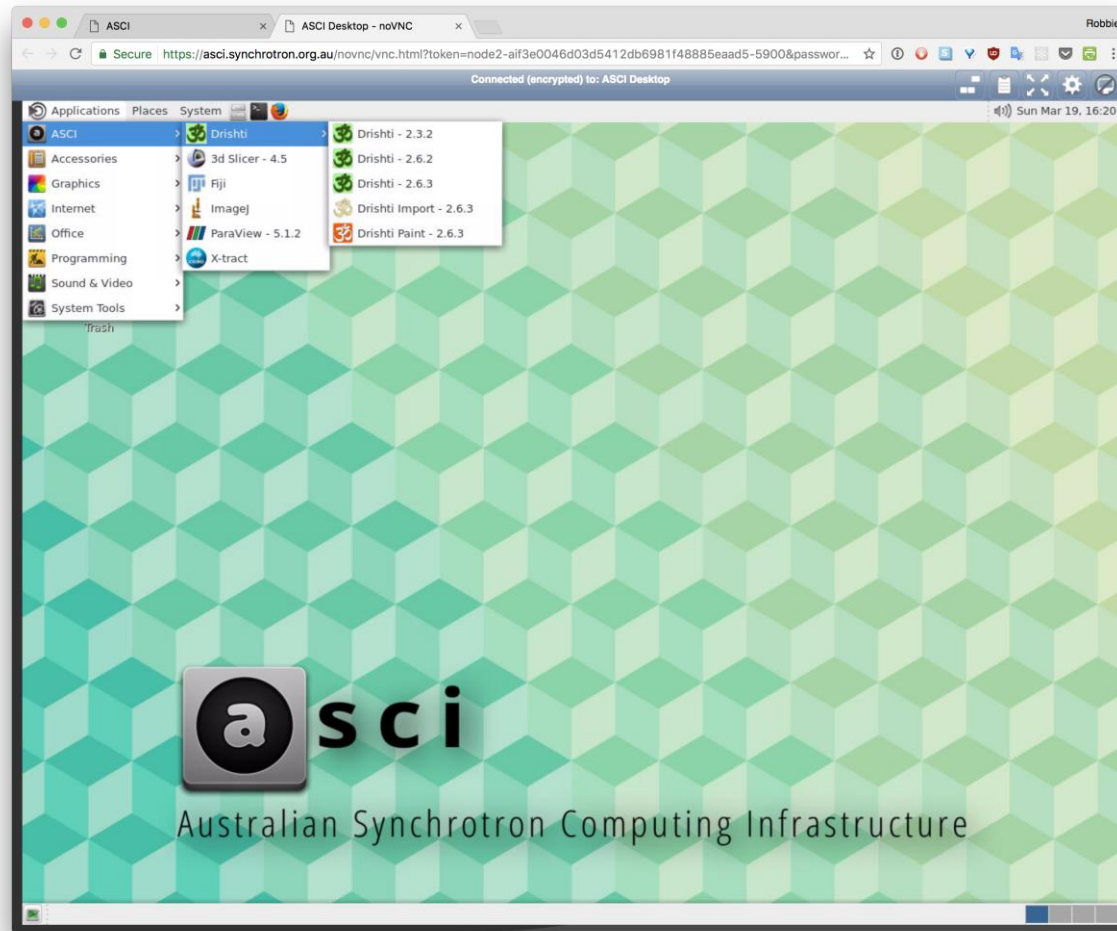 ASCI
ASCI Desktop - noVNC
Robbie
Secure https://asci.synchrotron.org.au/novnc/vnc.html?token=node2-aif3e0046d03d5412db6981f48885eaad5-5900&passwor...
Connected (encrypted) to: ASCI Desktop
Applications Places System
Sun Mar 19, 16:20
ASCI
Accessories
Graphics
Internet
Office
Programming
Sound & Video
System Tools
Drishti
3d Slicer - 4.5
Fiji
ImageJ
ParaView - 5.1.2
X-tract
Drishti - 2.3.2
Drishti - 2.6.2
Drishti - 2.6.3
Drishti Import - 2.6.3
Drishti Paint - 2.6.3
Trash
a sci
Australian Synchrotron Computing Infrastructure